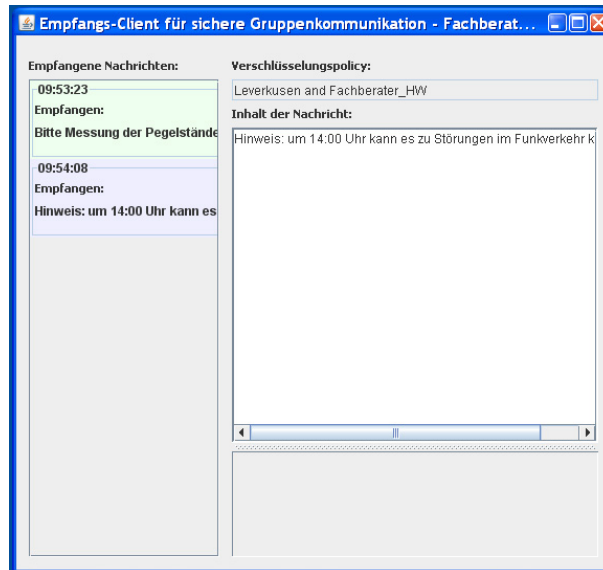 Empfangs-Client für sichere Gruppenkommunikation - Fachberat...
Empfangene Nachrichten:
09:53:23
Empfangen:
Bitte Messung der Pegelstände
09:54:08
Empfangen:
Hinweis: um 14:00 Uhr kann es
Verschlüsselungspolicy:
Leverkusen and Fachberater_HW
Inhalt der Nachricht:
Hinweis: um 14:00 Uhr kann es zu Störungen im Funkverkehr k